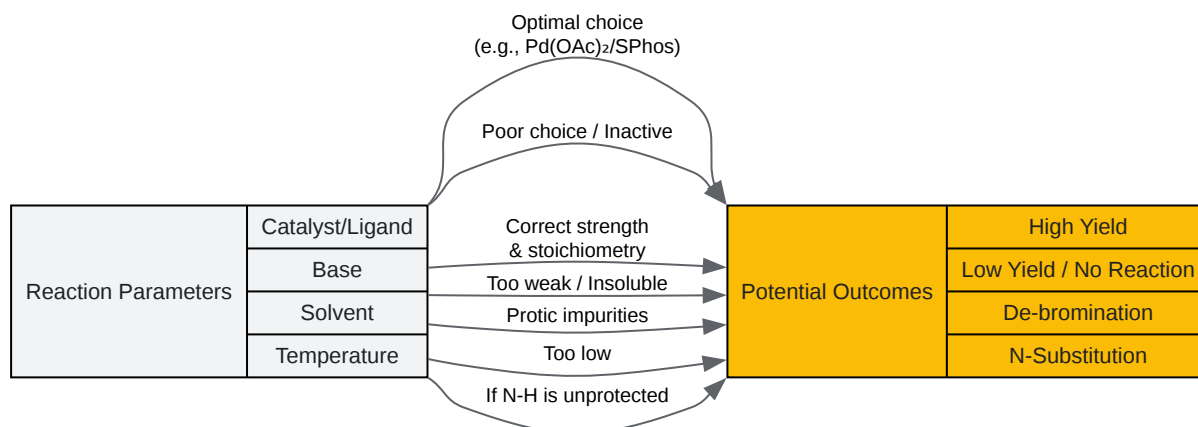 Optimal choice
(e.g., Pd(OAc)₂/SPhos)
Poor choice / Inactive
Reaction Parameters
Catalyst/Ligand
Base
Solvent
Temperature
Correct strength
& stoichiometry
Too weak / Insoluble
Protic impurities
Too low
If N-H is unprotected
Potential Outcomes
High Yield
Low Yield / No Reaction
De-bromination
N-Substitution